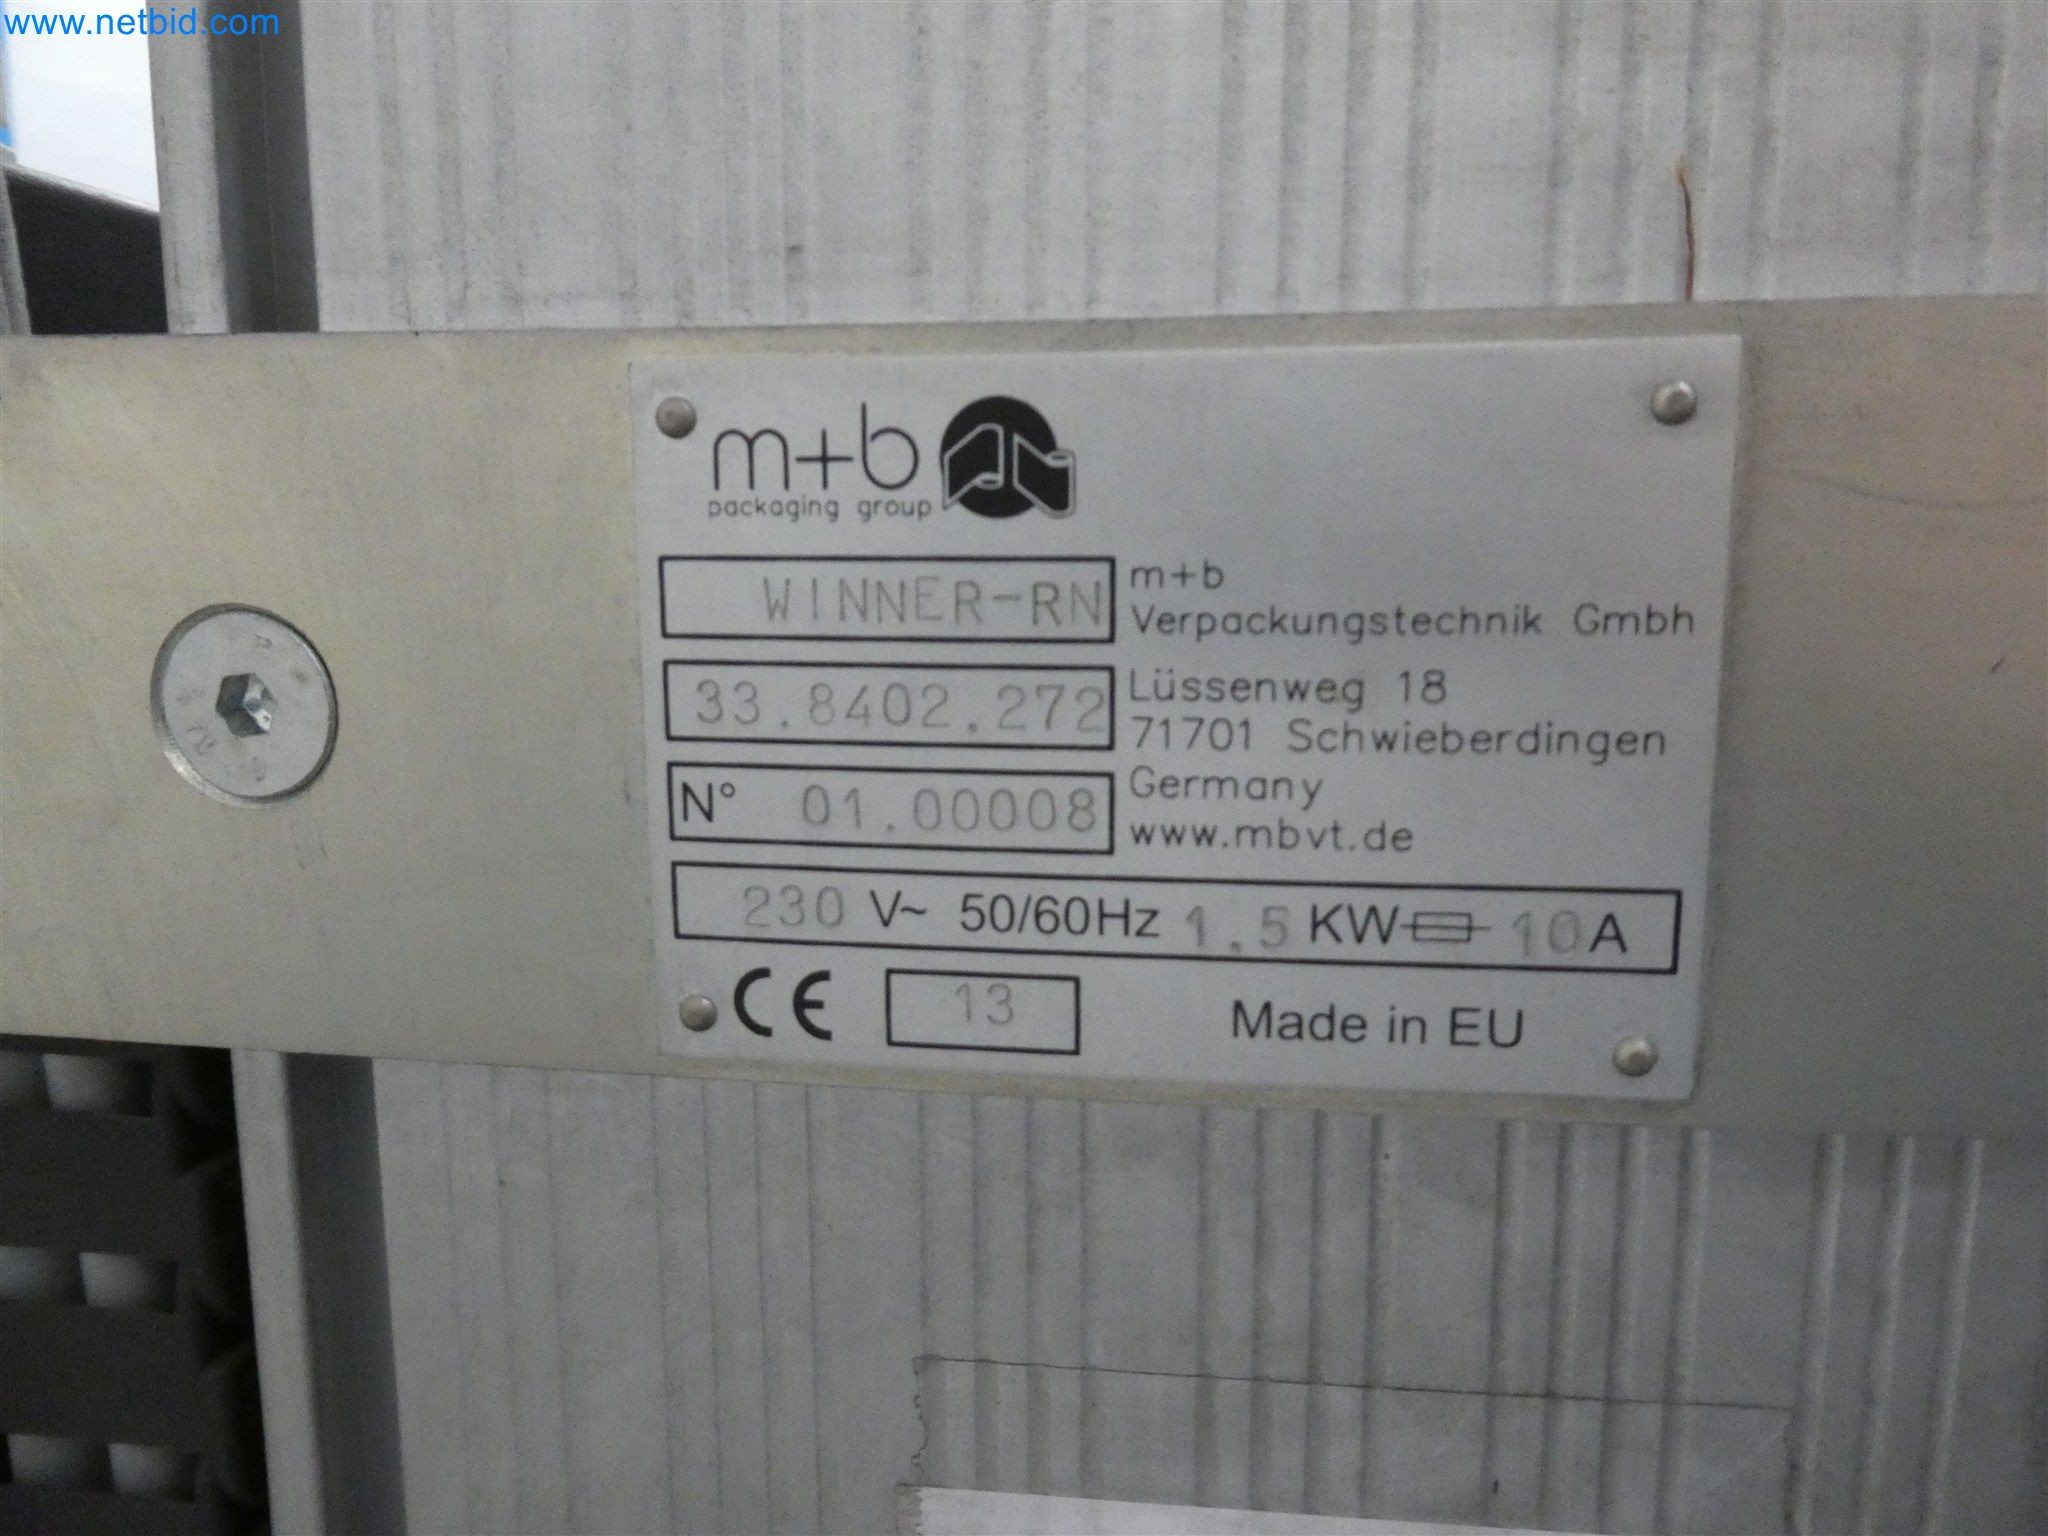 www.netbid.com
m+b
packaging group
WINNER-RN
33.8402.272
N° 01.00008
m+b
Verpackungstechnik Gmbh
Lüssenweg 18
71701 Schwieberdingen
Germany
www.mbvt.de
230 V~ 50/60Hz 1.5 KW 10 A
CE 13 Made in EU